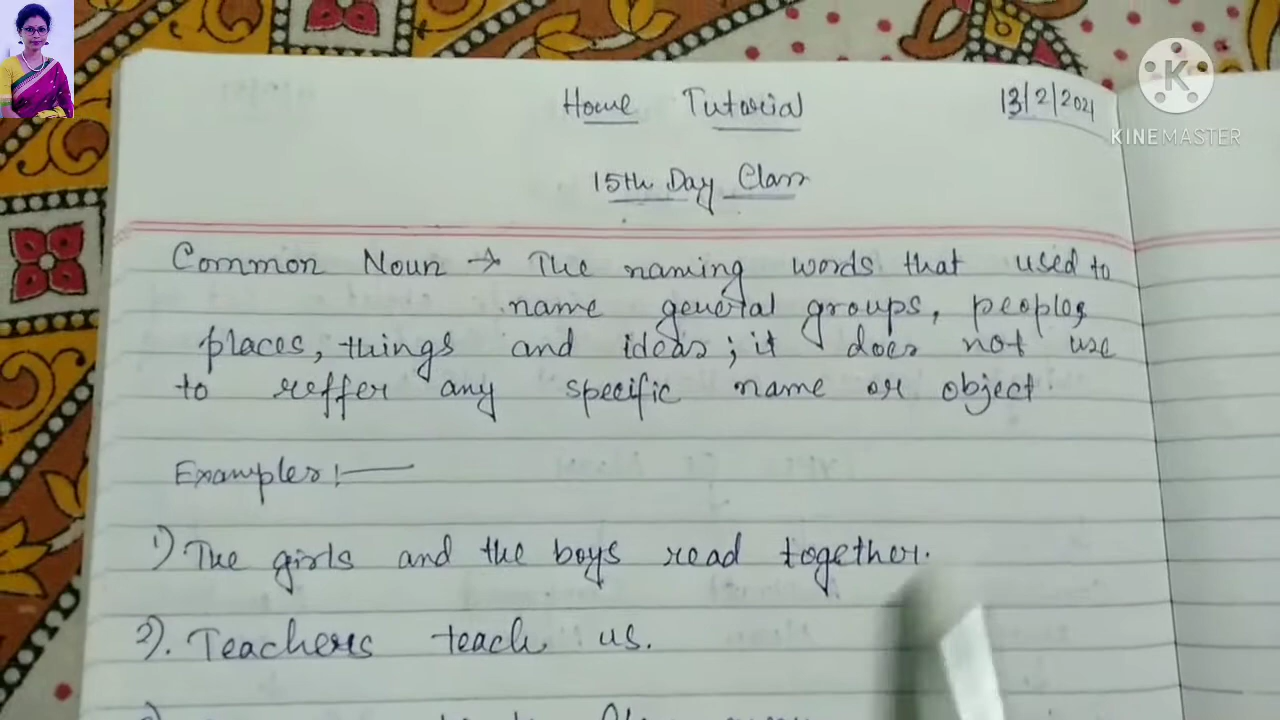 Home Tutorial
13/2/2021
KINEMASTER
15th Day Class
Common Noun → The naming words that used to
name general groups, peoples
places, things and ideas; it does not use
to reffer any specific name or object.
Examples:—
1) The girls and the boys read together.
2). Teachers teach us.